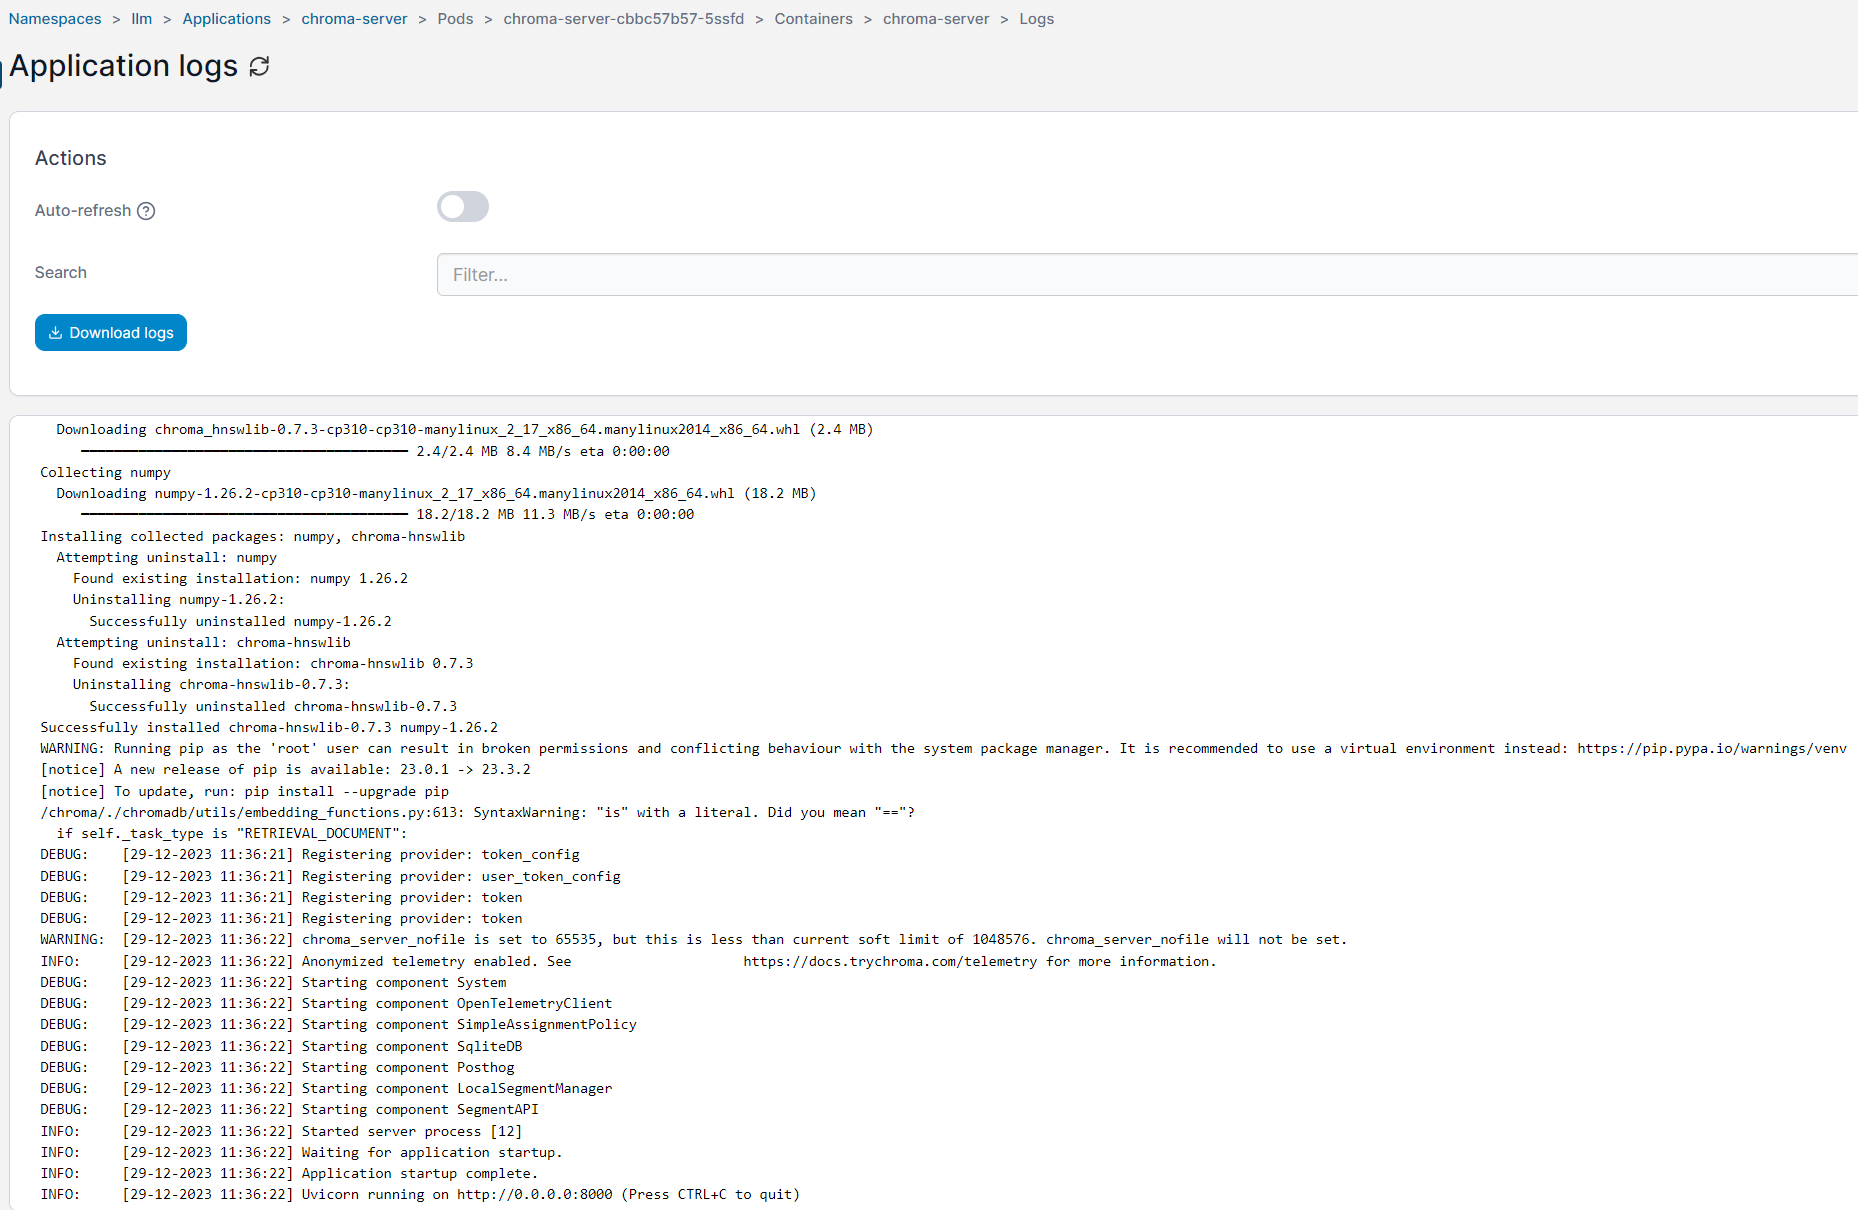 Namespaces > llm > Applications > chroma-server > Pods > chroma-server-cbbc57b57-5ssfd > Containers > chroma-server > Logs
Application logs
Actions
Auto-refresh
Search
Filter...
Download logs
Downloading chroma_hnswlib-0.7.3-cp310-cp310-manylinux_2_17_x86_64.manylinux2014_x86_64.whl (2.4 MB)
2.4/2.4 MB 8.4 MB/s eta 0:00:00
Collecting numpy
Downloading numpy-1.26.2-cp310-cp310-manylinux_2_17_x86_64.manylinux2014_x86_64.whl (18.2 MB)
18.2/18.2 MB 11.3 MB/s eta 0:00:00
Installing collected packages: numpy, chroma-hnswlib
Attempting uninstall: numpy
Found existing installation: numpy 1.26.2
Uninstalling numpy-1.26.2:
Successfully uninstalled numpy-1.26.2
Attempting uninstall: chroma-hnswlib
Found existing installation: chroma-hnswlib 0.7.3
Uninstalling chroma-hnswlib-0.7.3:
Successfully uninstalled chroma-hnswlib-0.7.3
Successfully installed chroma-hnswlib-0.7.3 numpy-1.26.2
WARNING: Running pip as the 'root' user can result in broken permissions and conflicting behaviour with the system package manager. It is recommended to use a virtual environment instead: https://pip.pypa.io/warnings/venv
[notice] A new release of pip is available: 23.0.1 -> 23.3.2
[notice] To update, run: pip install --upgrade pip
/chroma/./chromadb/utils/embedding_functions.py:613: SyntaxWarning: "is" with a literal. Did you mean "=="?
if self._task_type is "RETRIEVAL_DOCUMENT":
DEBUG: [29-12-2023 11:36:21] Registering provider: token_config
DEBUG: [29-12-2023 11:36:21] Registering provider: user_token_config
DEBUG: [29-12-2023 11:36:21] Registering provider: token
DEBUG: [29-12-2023 11:36:21] Registering provider: token
WARNING: [29-12-2023 11:36:22] chroma_server_nofile is set to 65535, but this is less than current soft limit of 1048576. chroma_server_nofile will not be set.
INFO: [29-12-2023 11:36:22] Anonymized telemetry enabled. See https://docs.trychroma.com/telemetry for more information.
DEBUG: [29-12-2023 11:36:22] Starting component System
DEBUG: [29-12-2023 11:36:22] Starting component OpenTelemetryClient
DEBUG: [29-12-2023 11:36:22] Starting component SimpleAssignmentPolicy
DEBUG: [29-12-2023 11:36:22] Starting component SqliteDB
DEBUG: [29-12-2023 11:36:22] Starting component Posthog
DEBUG: [29-12-2023 11:36:22] Starting component LocalSegmentManager
DEBUG: [29-12-2023 11:36:22] Starting component SegmentAPI
INFO: [29-12-2023 11:36:22] Started server process [12]
INFO: [29-12-2023 11:36:22] Waiting for application startup.
INFO: [29-12-2023 11:36:22] Application startup complete.
INFO: [29-12-2023 11:36:22] Uvicorn running on http://0.0.0.0:8000 (Press CTRL+C to quit)